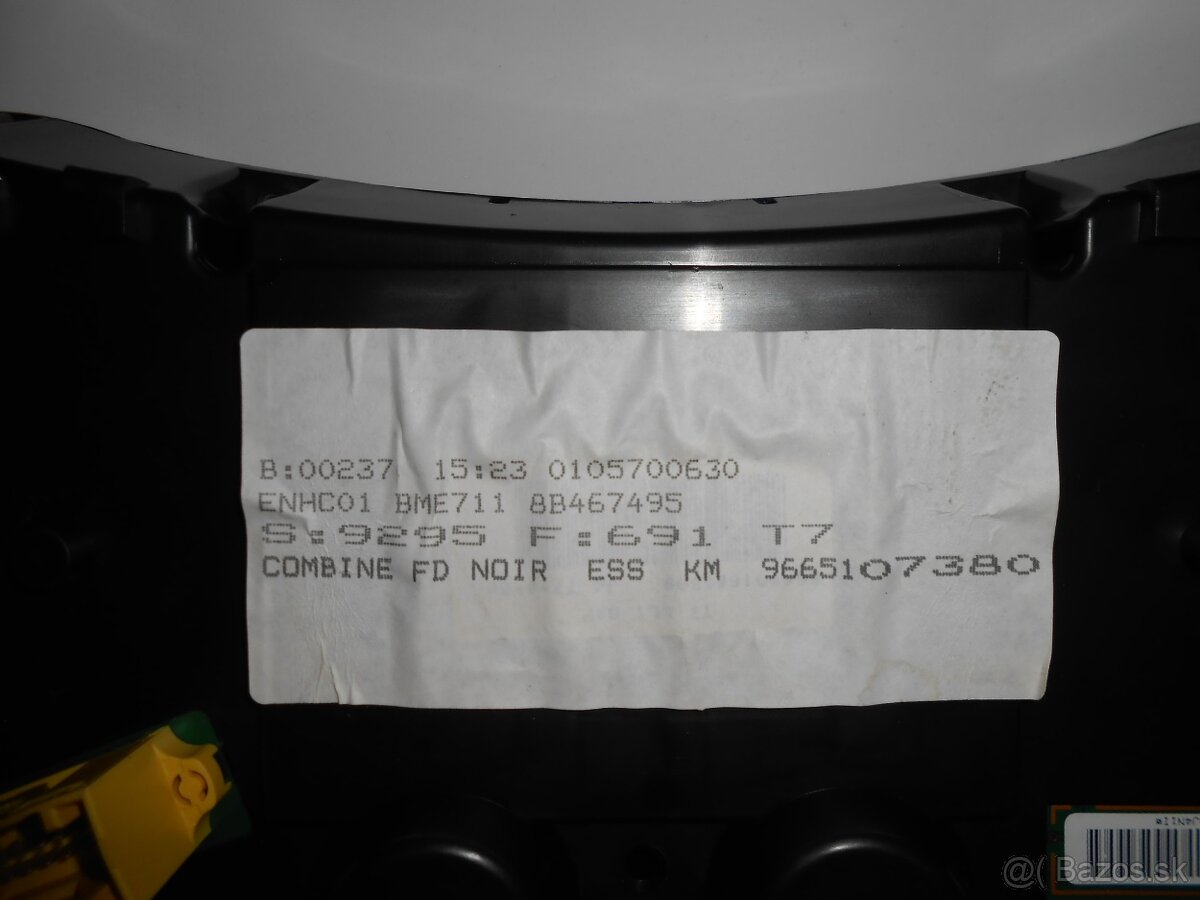 B:00237 15:23 0105700630
ENHC01 BME711 8B467495
S:9295 F:691 T7
COMBINE FD NOIR ESS KM 9665107380
@( Bazos.sk